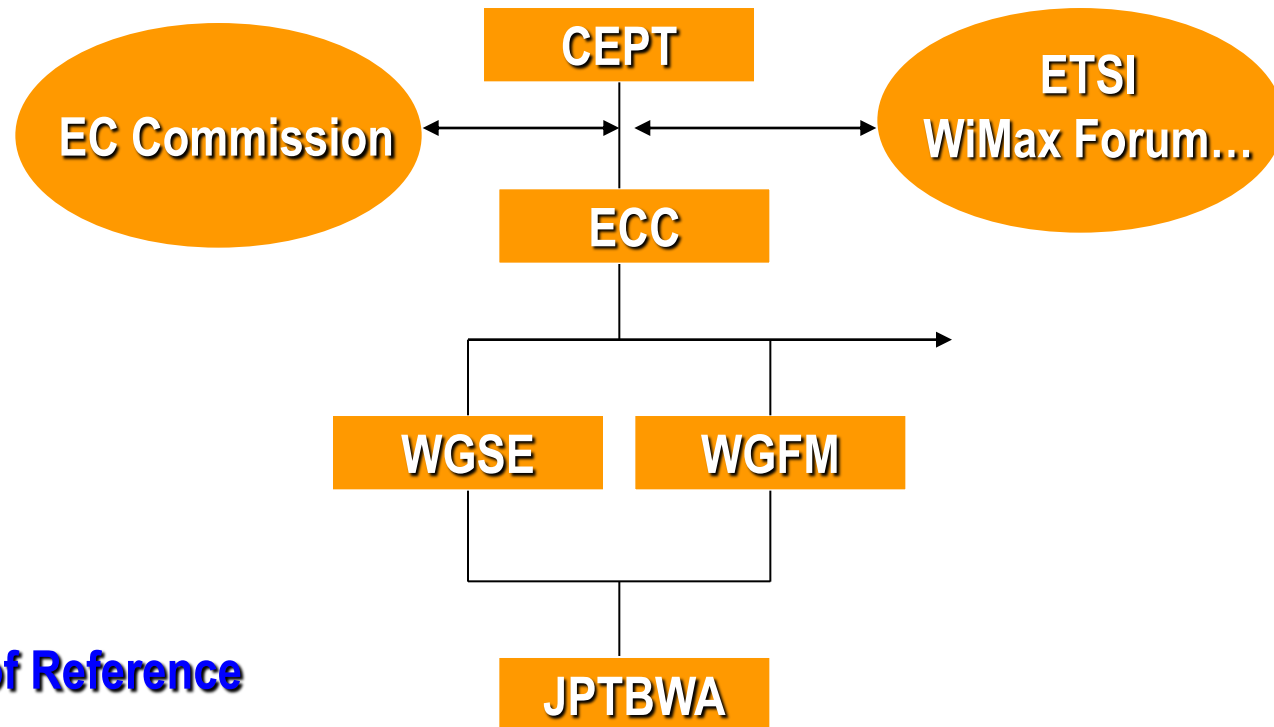 CEPT
EC Commission
ETSI
WiMax Forum...
ECC
WGSE
WGFM
of Reference
JPTBWA